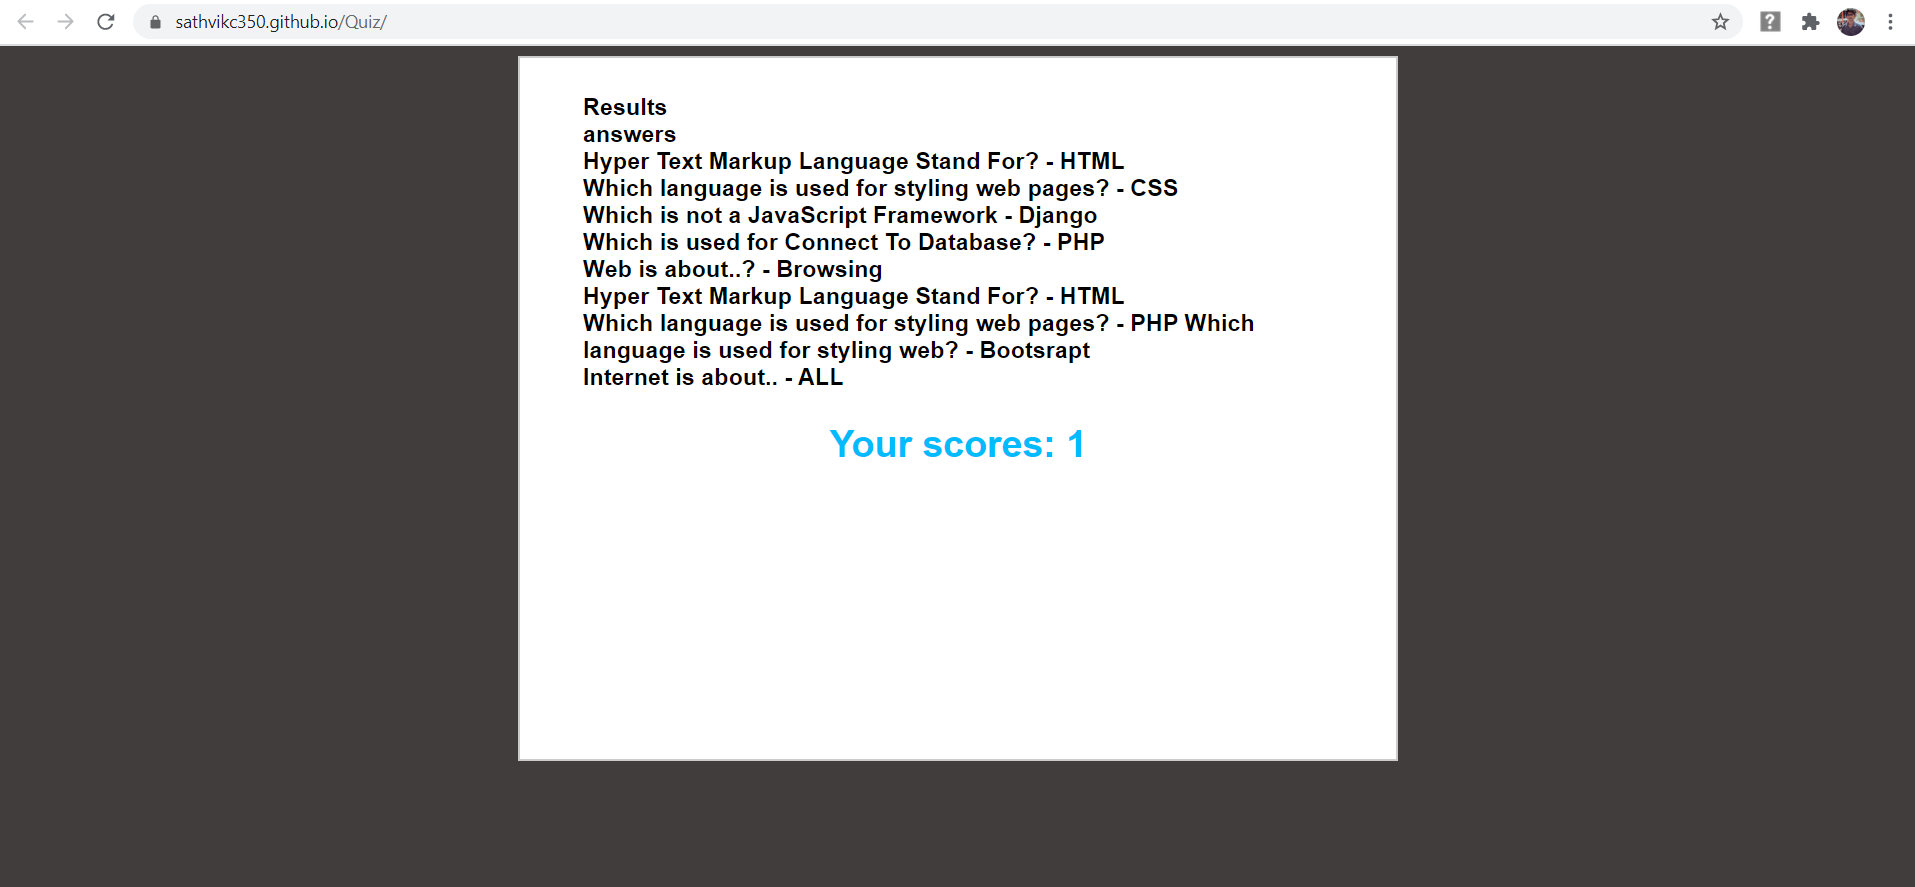 sathvikc350.github.io/Quiz/
Results
answers
Hyper Text Markup Language Stand For? - HTML
Which language is used for styling web pages? - CSS
Which is not a JavaScript Framework - Django
Which is used for Connect To Database? - PHP
Web is about..? - Browsing
Hyper Text Markup Language Stand For? - HTML
Which language is used for styling web pages? - PHP Which
language is used for styling web? - Bootsrapt
Internet is about.. - ALL
Your scores: 1